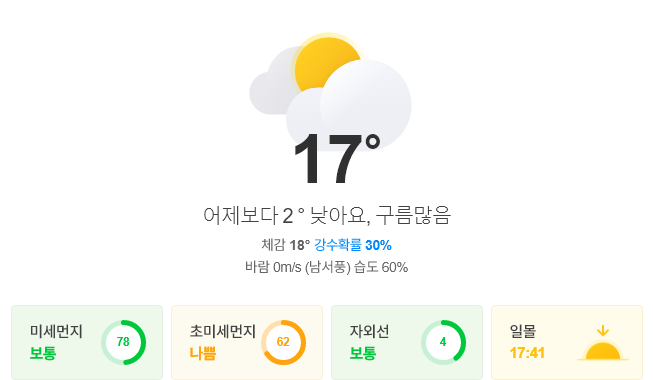 17°
어제보다 2 ° 낮아요, 구름많음
체감 18° 강수확률 30%
바람 0m/s (남서풍) 습도 60%
미세먼지
보통
78
초미세먼지
나쁨
62
자외선
보통
4
일몰
17:41